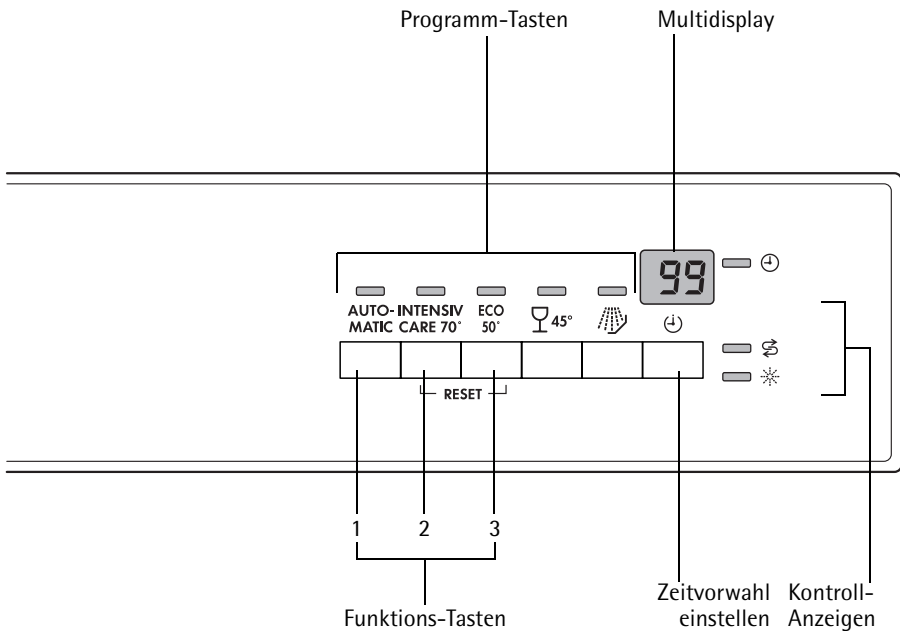 Programm-Tasten
Multidisplay
99
AUTO-
MATIC
INTENSIV
CARE 70°
ECO
50°
45°
RESET
1
2
3
Funktions-Tasten
Zeitvorwahl
einstellen
Kontroll-
Anzeigen